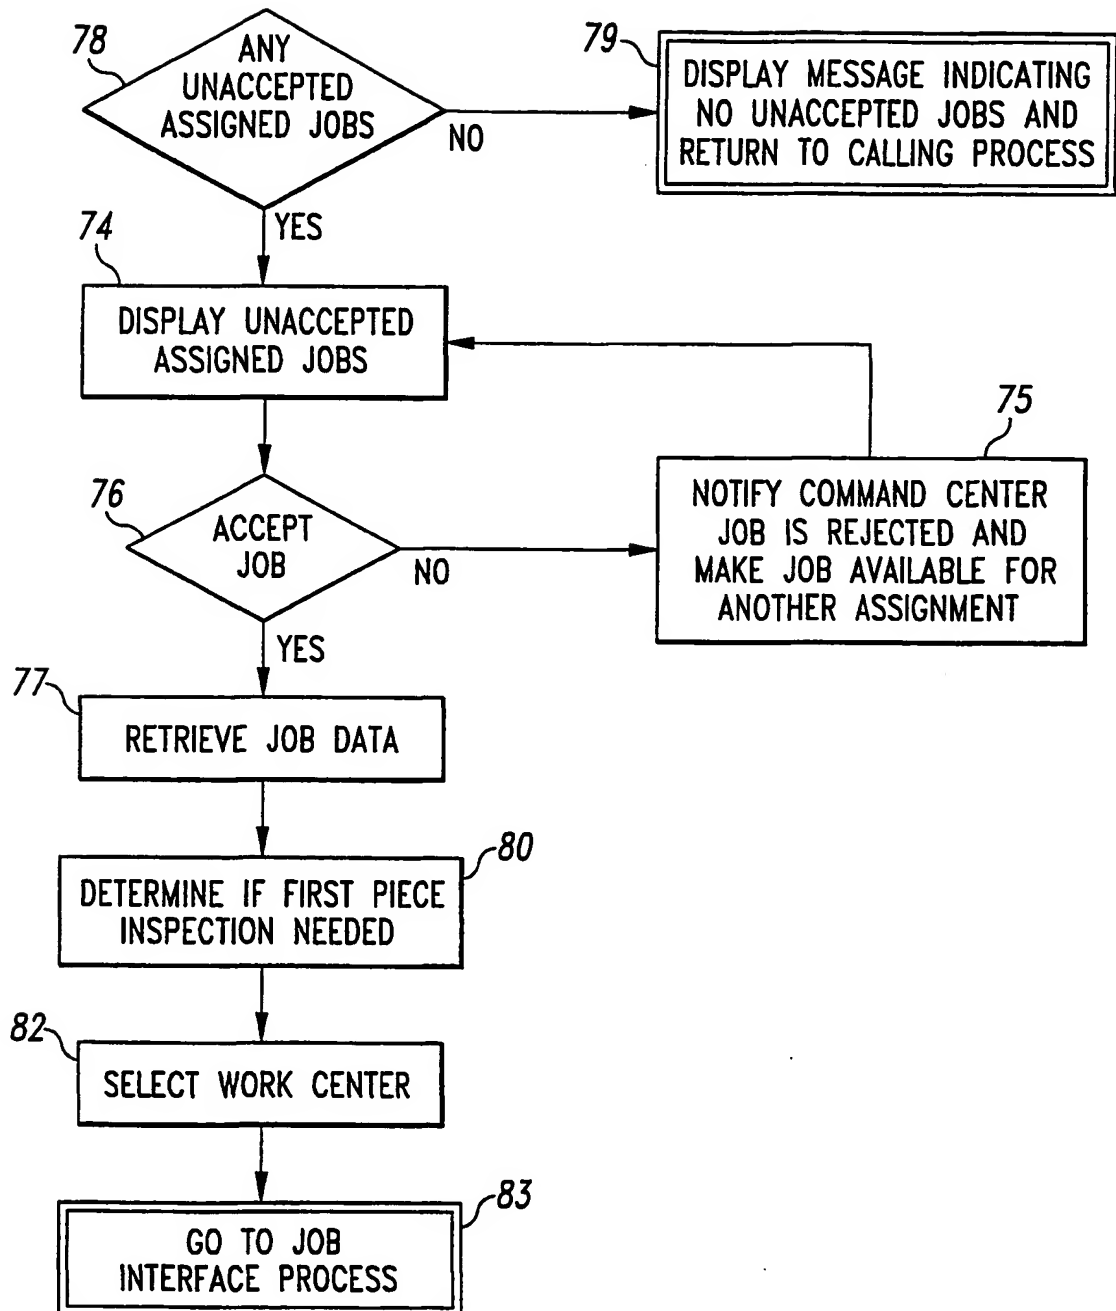 78
ANY
UNACCEPTED
ASSIGNED JOBS
NO
YES
79
DISPLAY MESSAGE INDICATING
NO UNACCEPTED JOBS AND
RETURN TO CALLING PROCESS
74
DISPLAY UNACCEPTED
ASSIGNED JOBS
76
ACCEPT
JOB
NO
YES
75
NOTIFY COMMAND CENTER
JOB IS REJECTED AND
MAKE JOB AVAILABLE FOR
ANOTHER ASSIGNMENT
77
RETRIEVE JOB DATA
80
DETERMINE IF FIRST PIECE
INSPECTION NEEDED
82
SELECT WORK CENTER
83
GO TO JOB
INTERFACE PROCESS